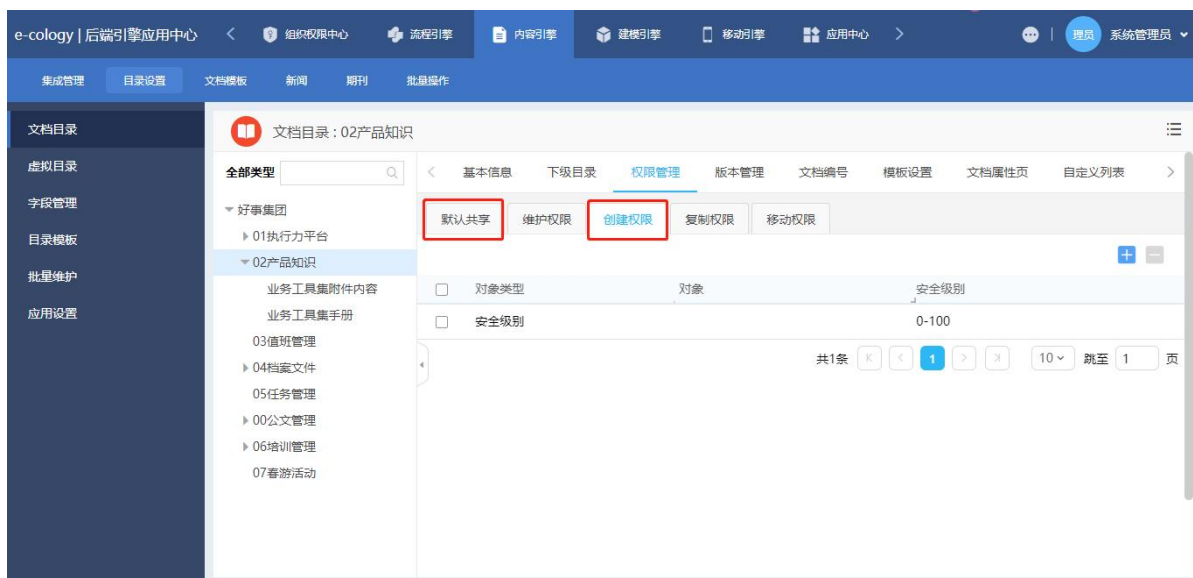 e-cology | 后端引擎应用中心 组织权限中心 流程引擎 内容引擎 建模引擎 移动引擎 应用中心 理员 系统管理员
集成管理 目录设置 文档模板 新闻 期刊 批量操作
文档目录
虚拟目录
字段管理
目录模板
批量维护
应用设置
文档目录 : 02产品知识
全部类型
好事集团
01执行力平台
02产品知识
业务工具集附件内容
业务工具集手册
03值班管理
04档案文件
05任务管理
00公文管理
06培训管理
07春游活动
基本信息 下级目录 权限管理 版本管理 文档编号 模板设置 文档属性页 自定义列表
默认共享 维护权限 创建权限 复制权限 移动权限
对象类型 对象 安全级别
安全级别 0-100
共1条 1 10 跳至 1 页